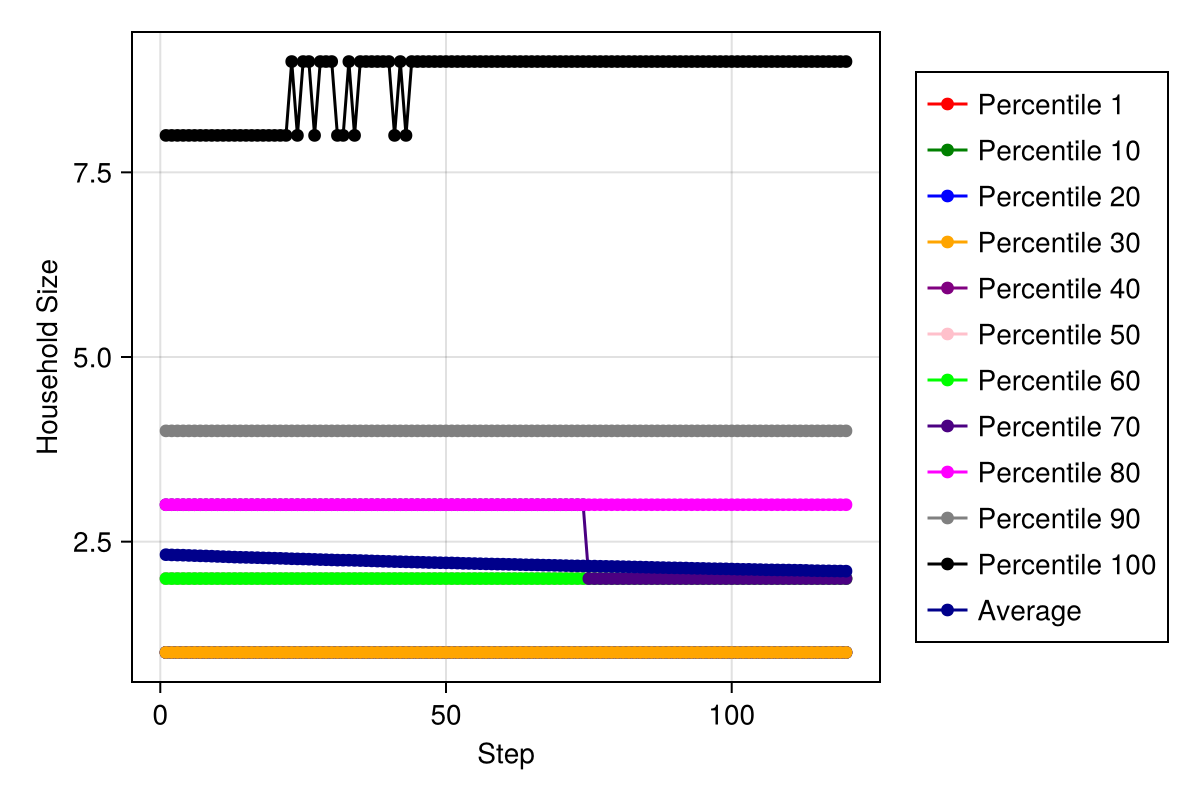 7.5
5.0
2.5
Household Size
0
50
100
Step
Percentile 1
Percentile 10
Percentile 20
Percentile 30
Percentile 40
Percentile 50
Percentile 60
Percentile 70
Percentile 80
Percentile 90
Percentile 100
Average